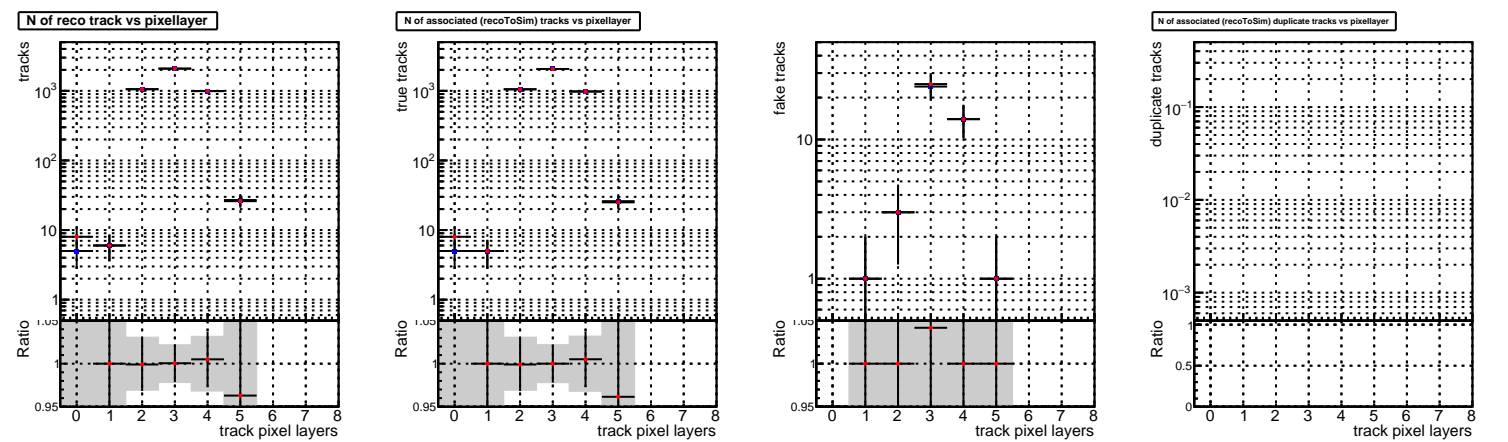 N of reco track vs pixellayer
tracks
10³
10²
10
1
1.05
Ratio
1
0.95
0 1 2 3 4 5 6 7 8
track pixel layers
N of associated (recoToSim) tracks vs pixellayer
true tracks
10³
10²
10
1
1.05
Ratio
1
0.95
0 1 2 3 4 5 6 7 8
track pixel layers
fake tracks
10
1
1.05
Ratio
1
0.95
0 1 2 3 4 5 6 7 8
track pixel layers
N of associated (recoToSim) duplicate tracks vs pixellayer
duplicate tracks
10⁻¹
10⁻²
10⁻³
Ratio
1
0.5
0
0 1 2 3 4 5 6 7 8
track pixel layers